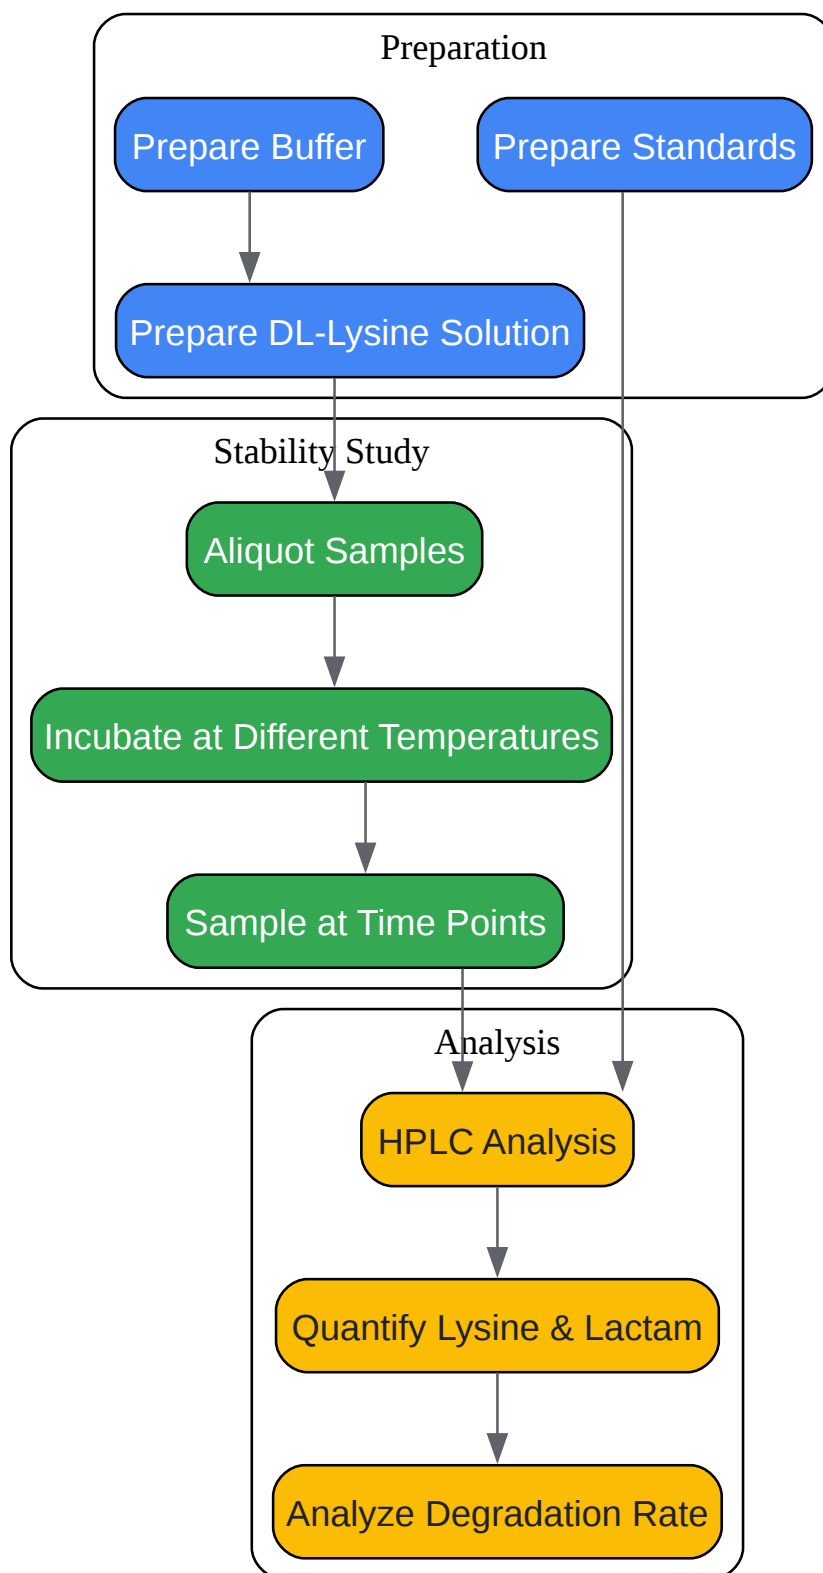 Preparation
Prepare Buffer
Prepare Standards
Prepare DL-Lysine Solution
Stability Study
Aliquot Samples
Incubate at Different Temperatures
Sample at Time Points
Analysis
HPLC Analysis
Quantify Lysine & Lactam
Analyze Degradation Rate